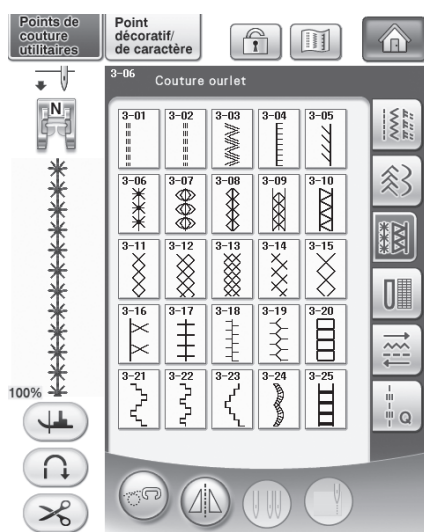 Points de
couture
utilitaires
Point
décoratif/
de caractère
3-06
Couture ourlet
N
3-01 3-02 3-03 3-04 3-05
3-06 3-07 3-08 3-09 3-10
3-11 3-12 3-13 3-14 3-15
3-16 3-17 3-18 3-19 3-20
3-21 3-22 3-23 3-24 3-25
Q
100%